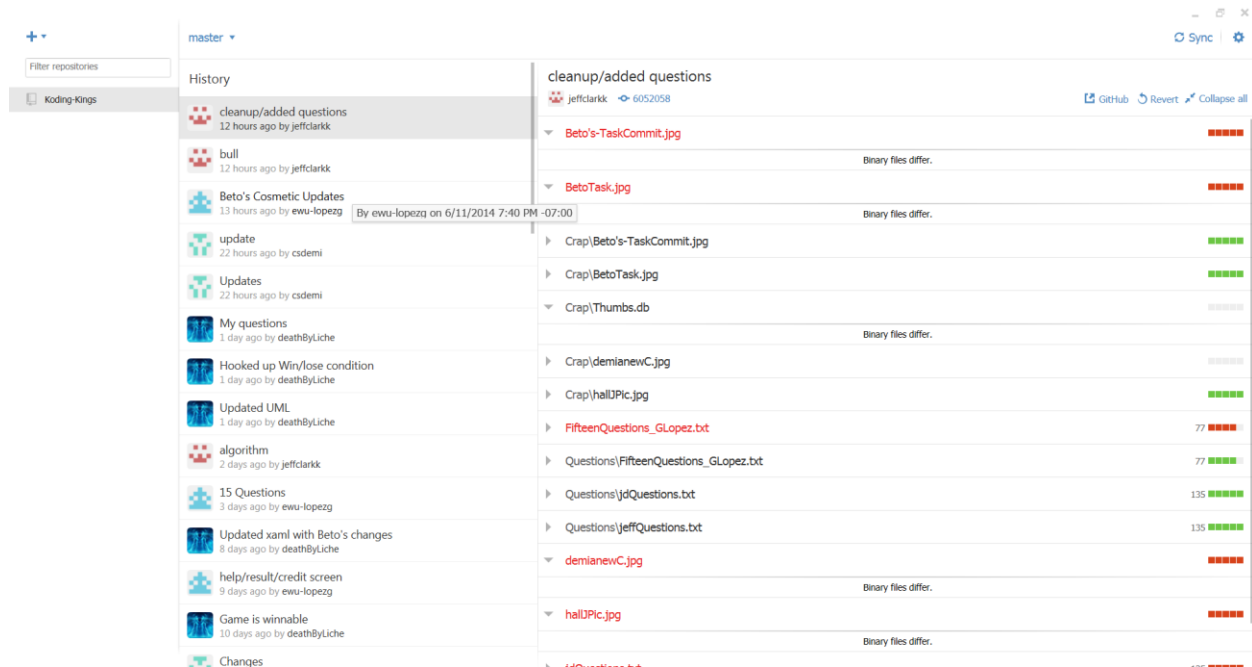 master
Sync
Filter repositories
Koding-Kings
History
cleanup/added questions
12 hours ago by jeffclarkk
bull
12 hours ago by jeffclarkk
Beto's Cosmetic Updates
13 hours ago by ewu-lopezg
By ewu-lopezg on 6/11/2014 7:40 PM -07:00
update
22 hours ago by csdemi
Updates
22 hours ago by csdemi
My questions
1 day ago by deathByLiche
Hooked up Win/lose condition
1 day ago by deathByLiche
Updated UML
1 day ago by deathByLiche
algorithm
2 days ago by jeffclarkk
15 Questions
3 days ago by ewu-lopezg
Updated xaml with Beto's changes
8 days ago by deathByLiche
help/result/credit screen
9 days ago by ewu-lopezg
Game is winnable
10 days ago by deathByLiche
Changes
cleanup/added questions
jeffclarkk 6052058
GitHub Revert Collapse all
Beto's-TaskCommit.jpg
Binary files differ.
BetoTask.jpg
Binary files differ.
Crap\Beto's-TaskCommit.jpg
Crap\BetoTask.jpg
Crap\Thumbs.db
Binary files differ.
Crap\demianewC.jpg
Crap\hallJPic.jpg
FifteenQuestions_GLopez.txt 77
Questions\FifteenQuestions_GLopez.txt 77
Questions\jdQuestions.txt 135
Questions\jeffQuestions.txt 135
demianewC.jpg
Binary files differ.
hallJPic.jpg
Binary files differ.
jdQuestions.txt 135